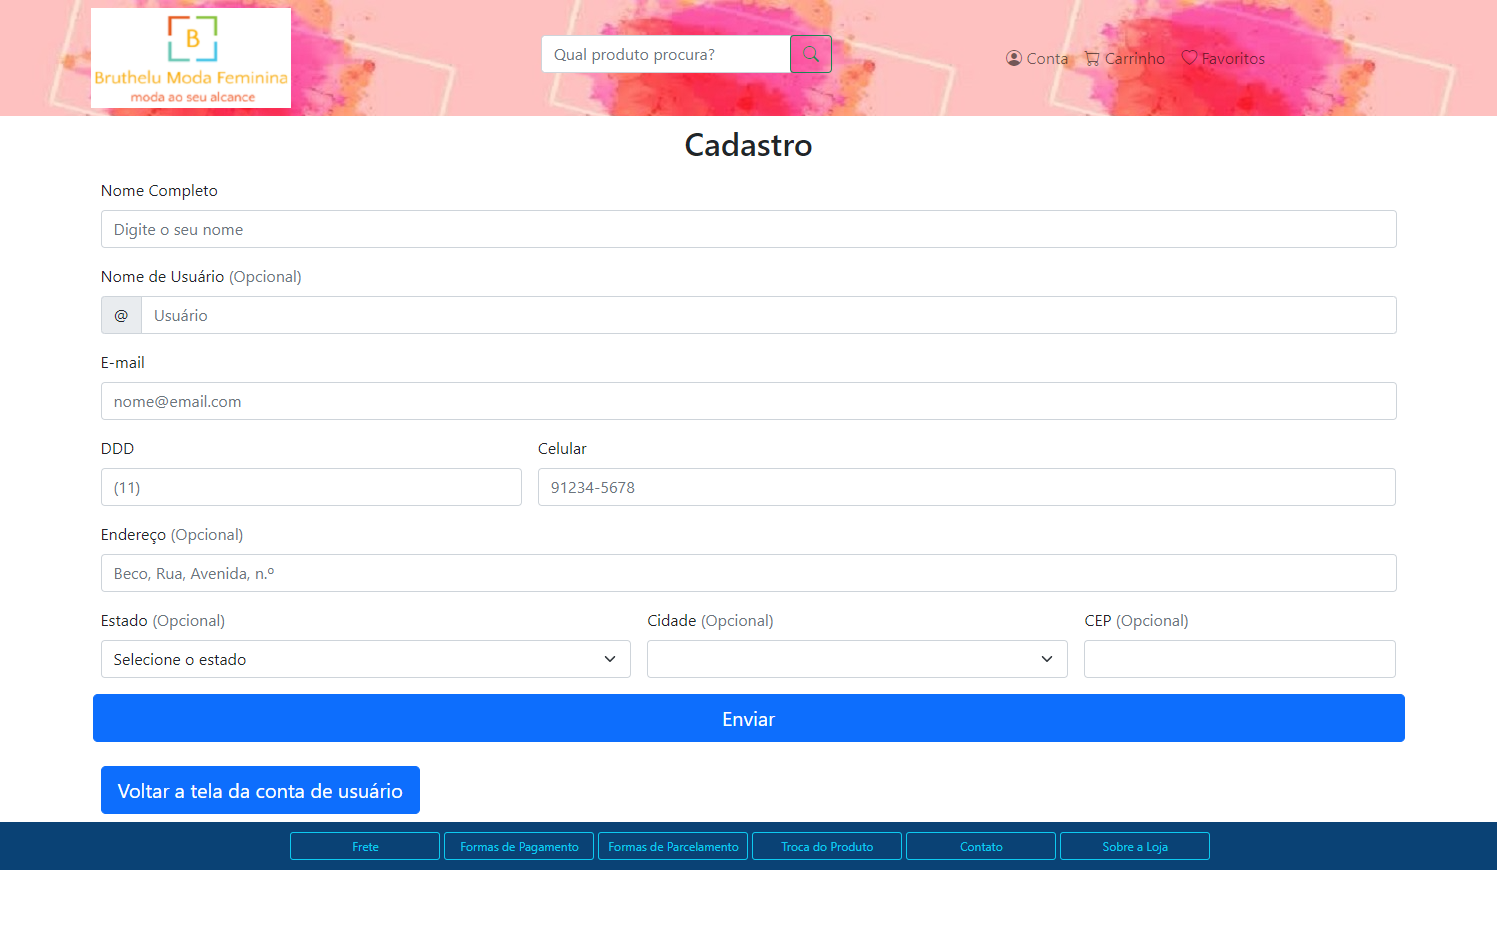 B
Bruthelu Moda Feminina
moda ao seu alcance
Qual produto procura?
Conta Carrinho Favoritos
Cadastro
Nome Completo
Digite o seu nome
Nome de Usuário (Opcional)
@ Usuário
E-mail
nome@email.com
DDD Celular
(11) 91234-5678
Endereço (Opcional)
Beco, Rua, Avenida, n.º
Estado (Opcional) Cidade (Opcional) CEP (Opcional)
Selecione o estado
Enviar
Voltar a tela da conta de usuário
Frete Formas de Pagamento Formas de Parcelamento Troca do Produto Contato Sobre a Loja